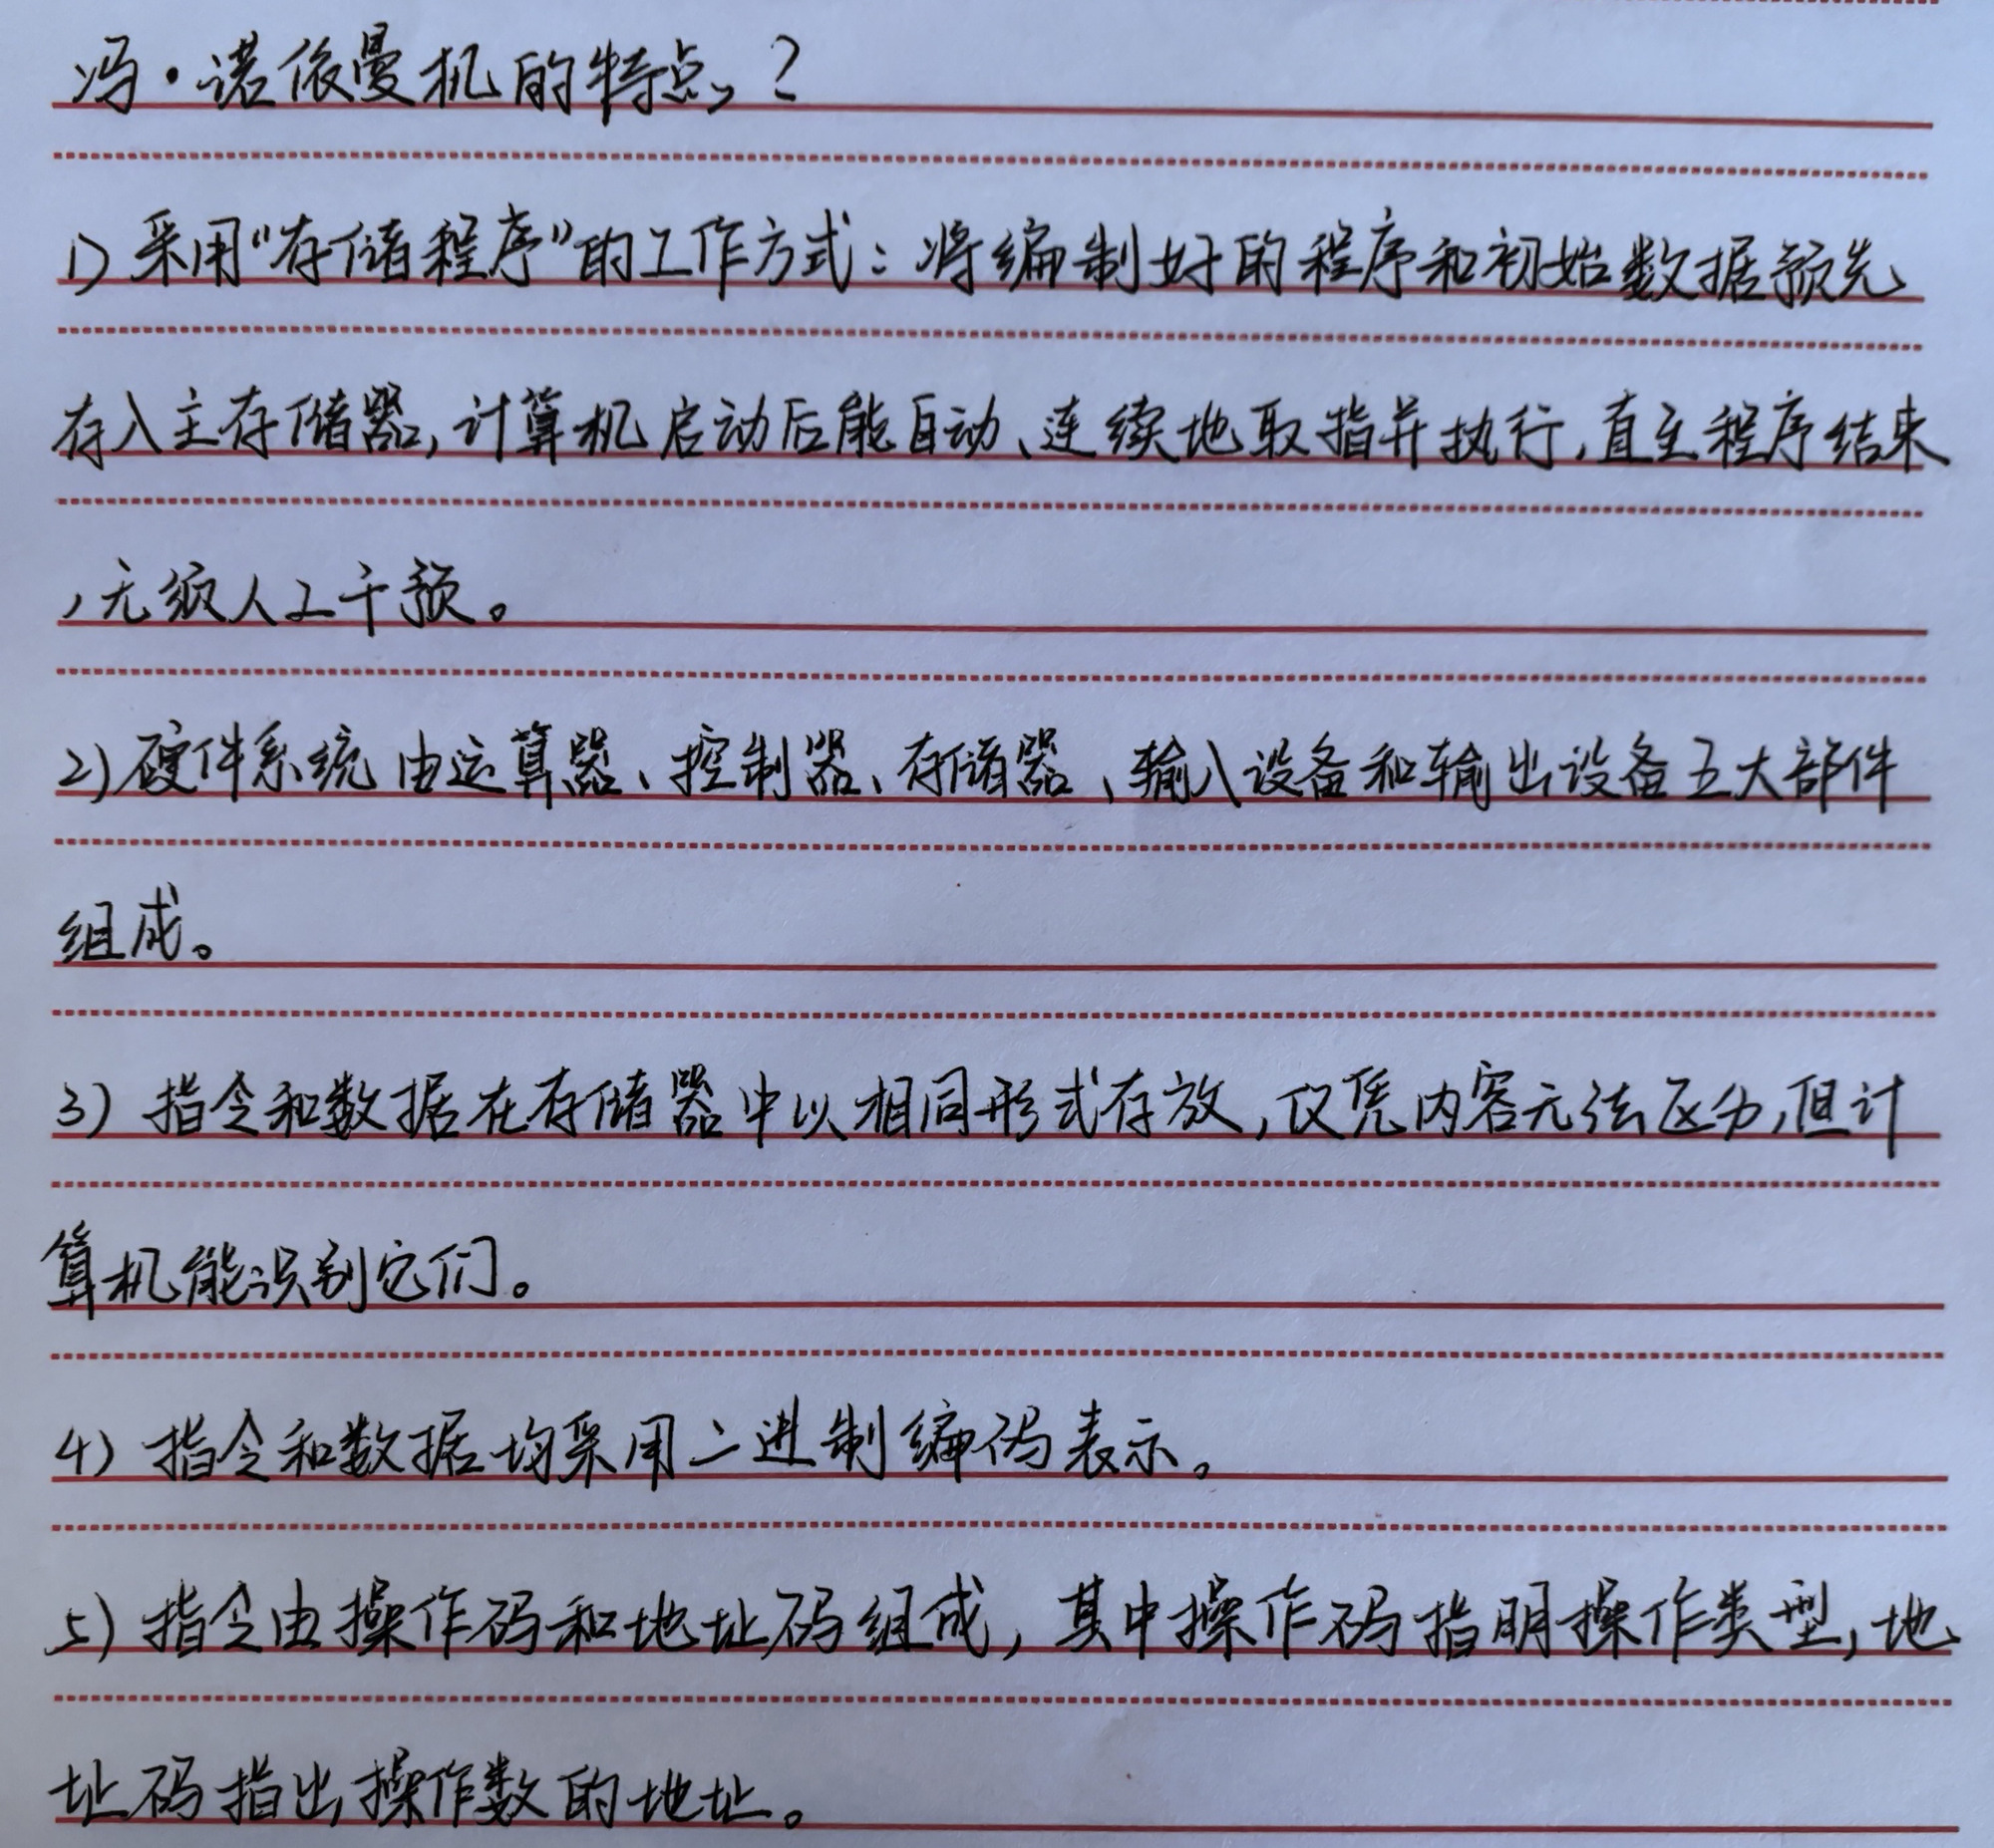 冯·诺依曼机的特点？
1) 采用“存储程序”的工作方式：将编制好的程序和初始数据预先
存入主存储器，计算机启动后能自动、连续地取指并执行，直至程序结束
，无须人工干预。
2) 硬件系统由运算器、控制器、存储器、输入设备和输出设备五大部件
组成。
3) 指令和数据在存储器中以相同形式存放，仅凭内容无法区分，但计
算机能识别它们。
4) 指令和数据均采用二进制编码表示。
5) 指令由操作码和地址码组成，其中操作码指明操作类型，地
址码指出操作数的地址。